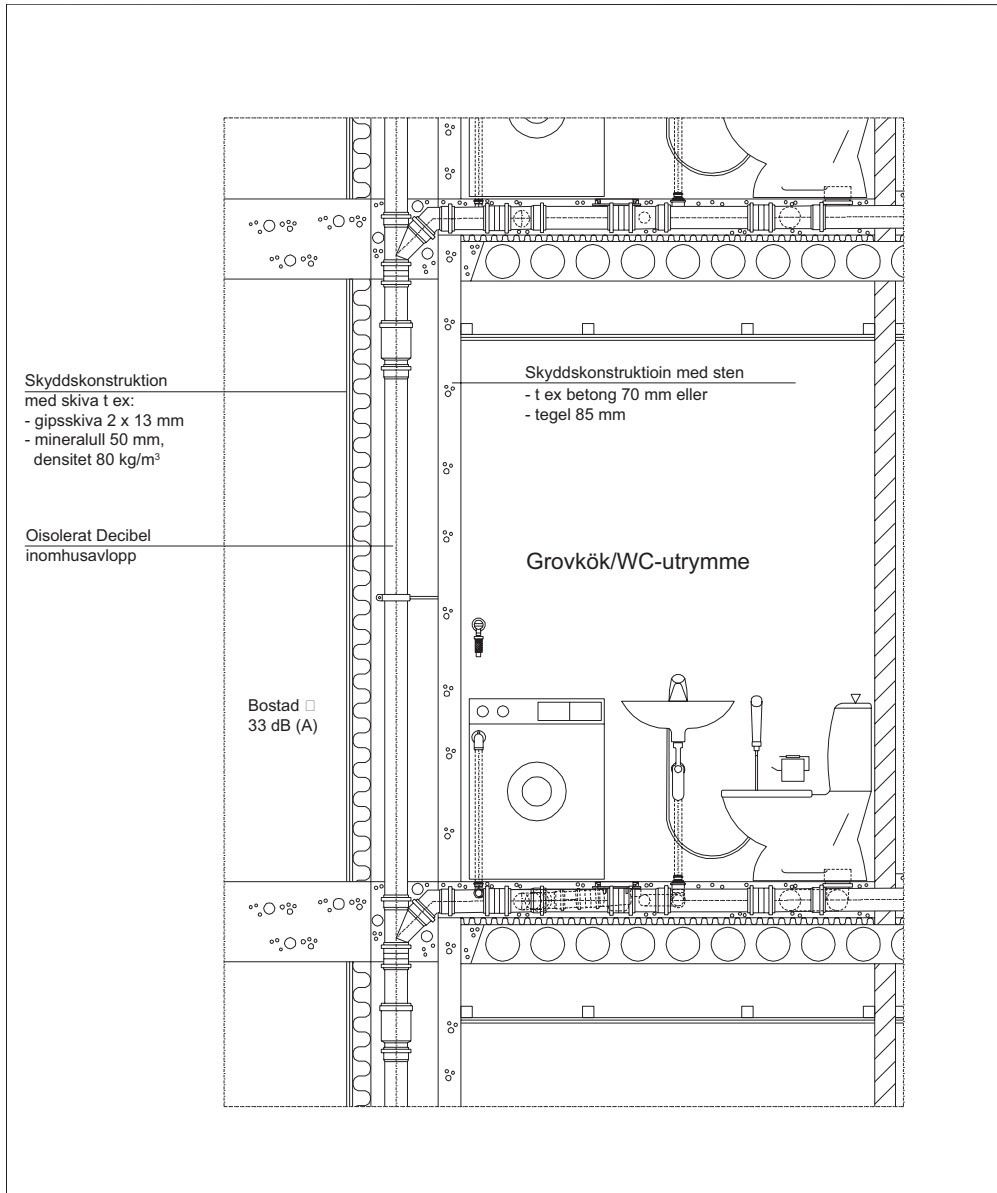 Skyddskonstruktion
med skiva t ex:
- gipsskiva 2 x 13 mm
- mineralull 50 mm,
densitet 80 kg/m³
Skyddskonstruktioin med sten
- t ex betong 70 mm eller
- tegel 85 mm
Oisolerat Decibel
inomhusavlopp
Grovkök/WC-utrymme
Bostad □
33 dB (A)